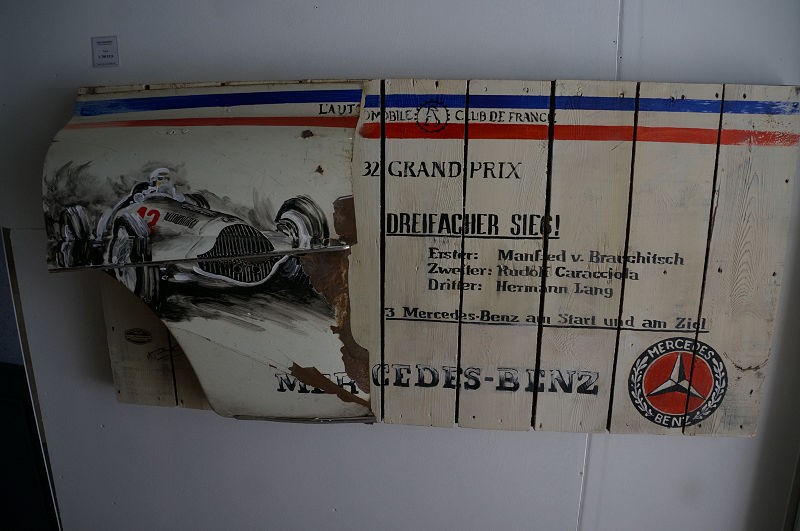 L'AUTOMOBILE CLUB DE FRANCE
32 GRAND PRIX
DREIFACHER SIEG!
Erster: Manfred v. Brauchitsch
Zweiter: Rudolf Caracciola
Dritter: Hermann Lang
3 Mercedes-Benz am Start und am Ziel
MERCEDES-BENZ
MERCEDES
BENZ